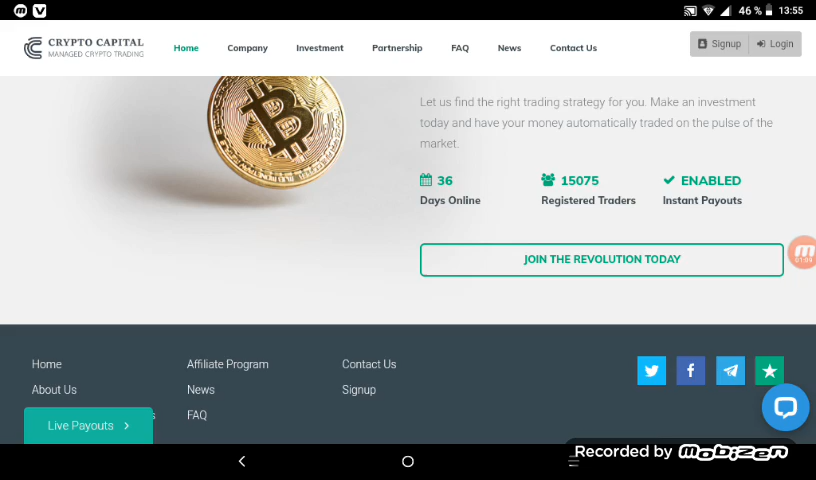 46 % 13:55
CRYPTO CAPITAL
MANAGED CRYPTO TRADING
Home Company Investment Partnership FAQ News Contact Us Signup Login
Let us find the right trading strategy for you. Make an investment
today and have your money automatically traded on the pulse of the
market.
36 15075 ENABLED
Days Online Registered Traders Instant Payouts
01:09
JOIN THE REVOLUTION TODAY
Home Affiliate Program Contact Us
About Us News Signup
FAQ
Live Payouts
Recorded by mobizen